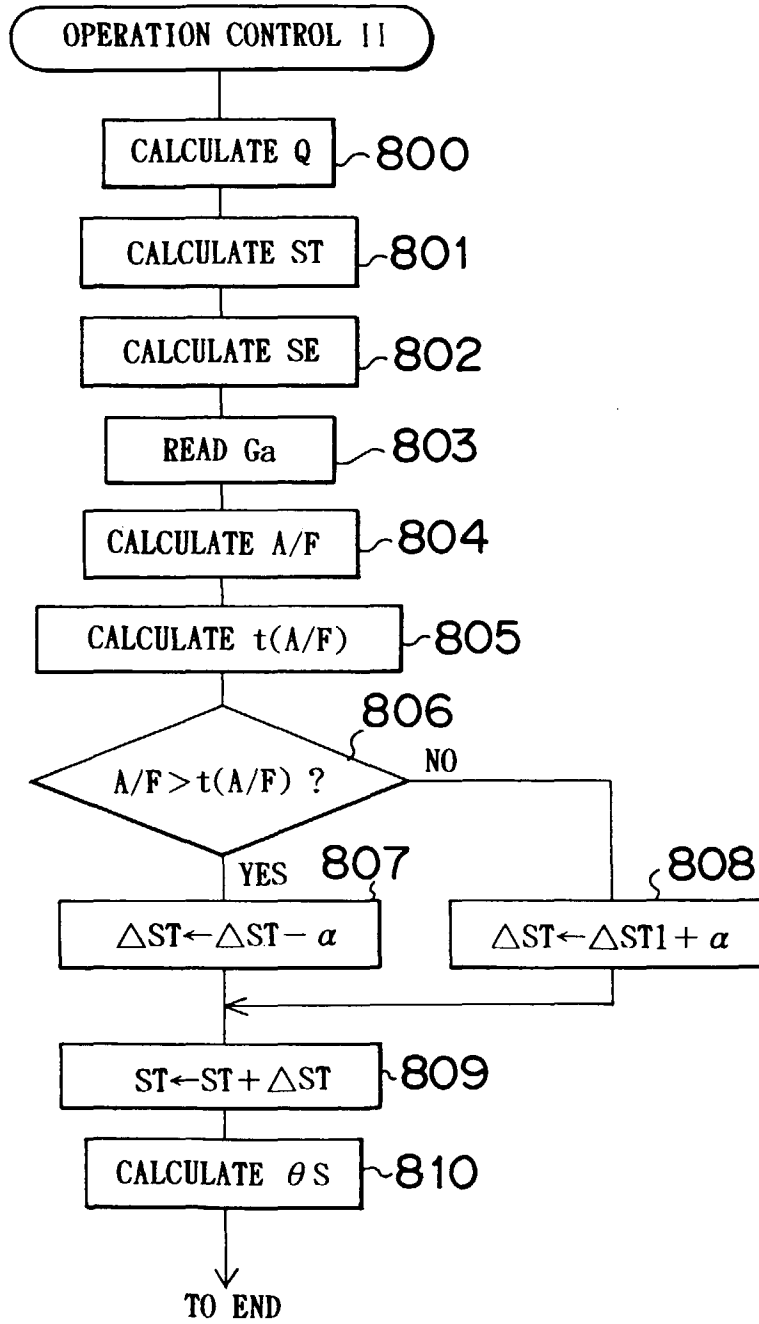 OPERATION CONTROL II
CALCULATE Q
800
CALCULATE ST
801
CALCULATE SE
802
READ Ga
803
CALCULATE A/F
804
CALCULATE t(A/F)
805
806
A/F>t(A/F) ?
NO
YES
807
808
△ST←△ST-α
△ST←△ST1+α
ST←ST+△ST
809
CALCULATE θS
810
TO END